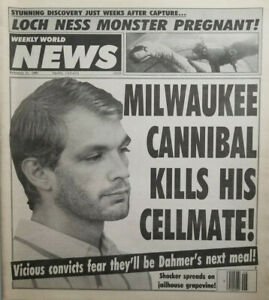 STUNNING DISCOVERY JUST WEEKS AFTER CAPTURE...
LOCH NESS MONSTER PREGNANT!
WEEKLY WORLD
NEWS
MILWAUKEE
CANNIBAL
KILLS HIS
CELLMATE!
Vicious convicts fear they'll be Dahmer's next meal!
Shocker spreads on
jailhouse grapevine!